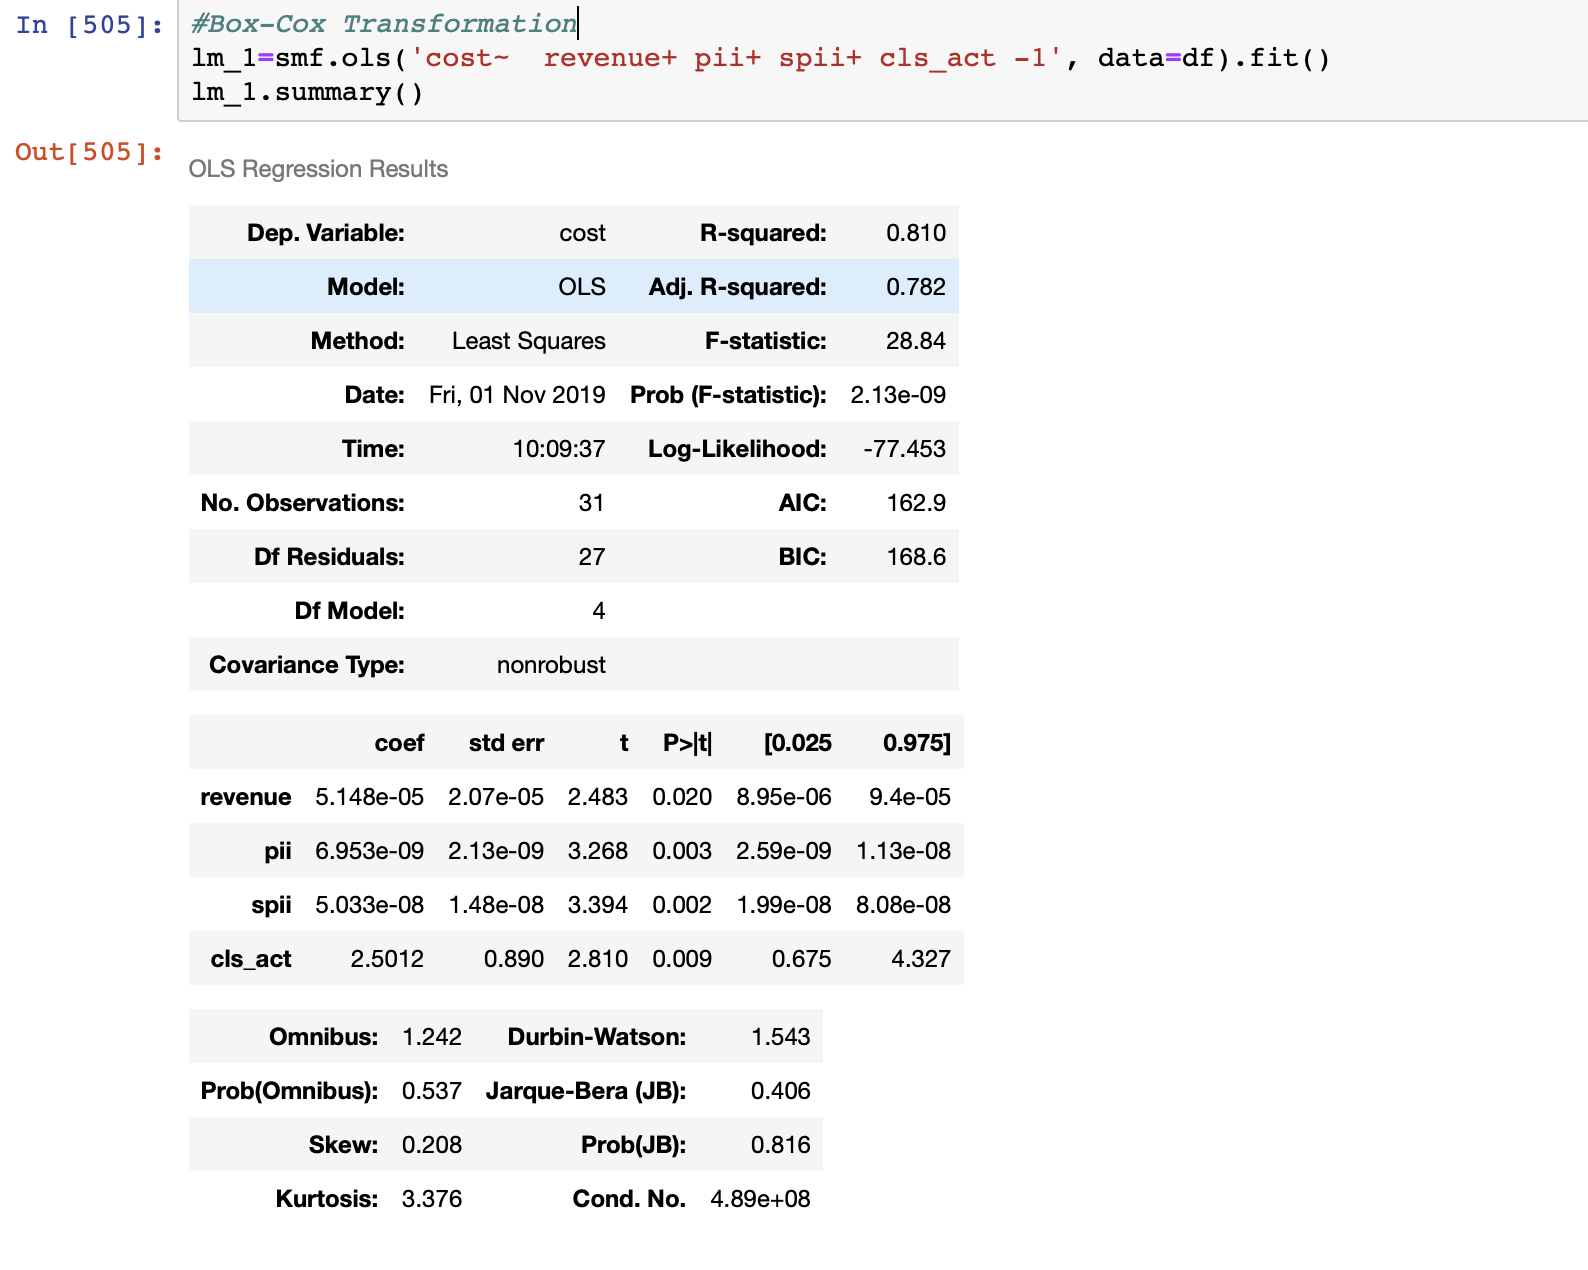 In [505]:
#Box-Cox Transformation
lm_1=smf.ols('cost~  revenue+ pii+ spii+ cls_act -1', data=df).fit()
lm_1.summary()
Out[505]:
OLS Regression Results
Dep. Variable: cost R-squared: 0.810
Model: OLS Adj. R-squared: 0.782
Method: Least Squares F-statistic: 28.84
Date: Fri, 01 Nov 2019 Prob (F-statistic): 2.13e-09
Time: 10:09:37 Log-Likelihood: -77.453
No. Observations: 31 AIC: 162.9
Df Residuals: 27 BIC: 168.6
Df Model: 4
Covariance Type: nonrobust
coef std err t P>|t| [0.025 0.975]
revenue 5.148e-05 2.07e-05 2.483 0.020 8.95e-06 9.4e-05
pii 6.953e-09 2.13e-09 3.268 0.003 2.59e-09 1.13e-08
spii 5.033e-08 1.48e-08 3.394 0.002 1.99e-08 8.08e-08
cls_act 2.5012 0.890 2.810 0.009 0.675 4.327
Omnibus: 1.242 Durbin-Watson: 1.543
Prob(Omnibus): 0.537 Jarque-Bera (JB): 0.406
Skew: 0.208 Prob(JB): 0.816
Kurtosis: 3.376 Cond. No. 4.89e+08